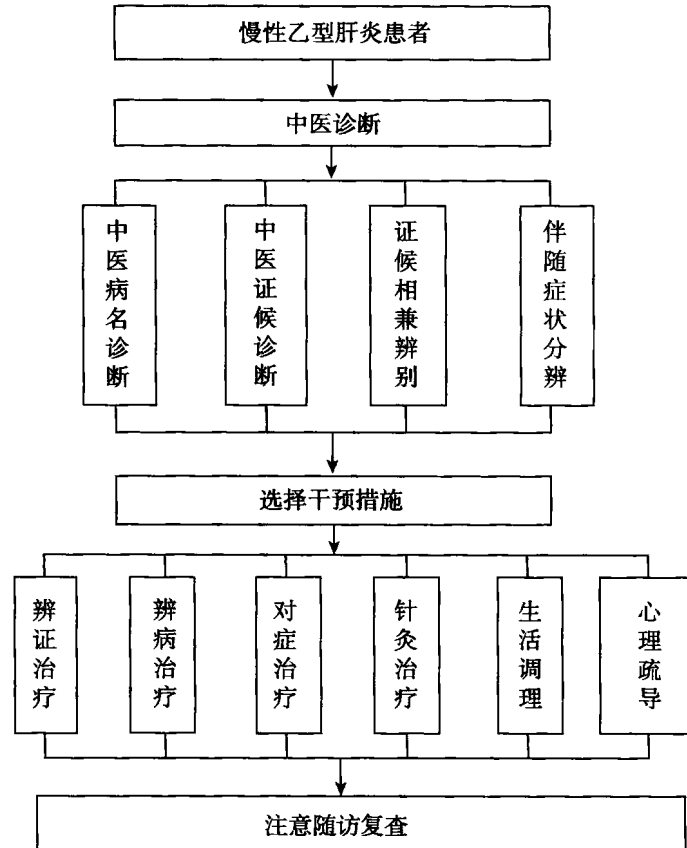 慢性乙型肝炎患者
中医诊断
中医病名诊断
中医证候诊断
证候相兼辨别
伴随症状分辨
选择干预措施
辨证治疗
辨病治疗
对症治疗
针灸治疗
生活调理
心理疏导
注意随访复查